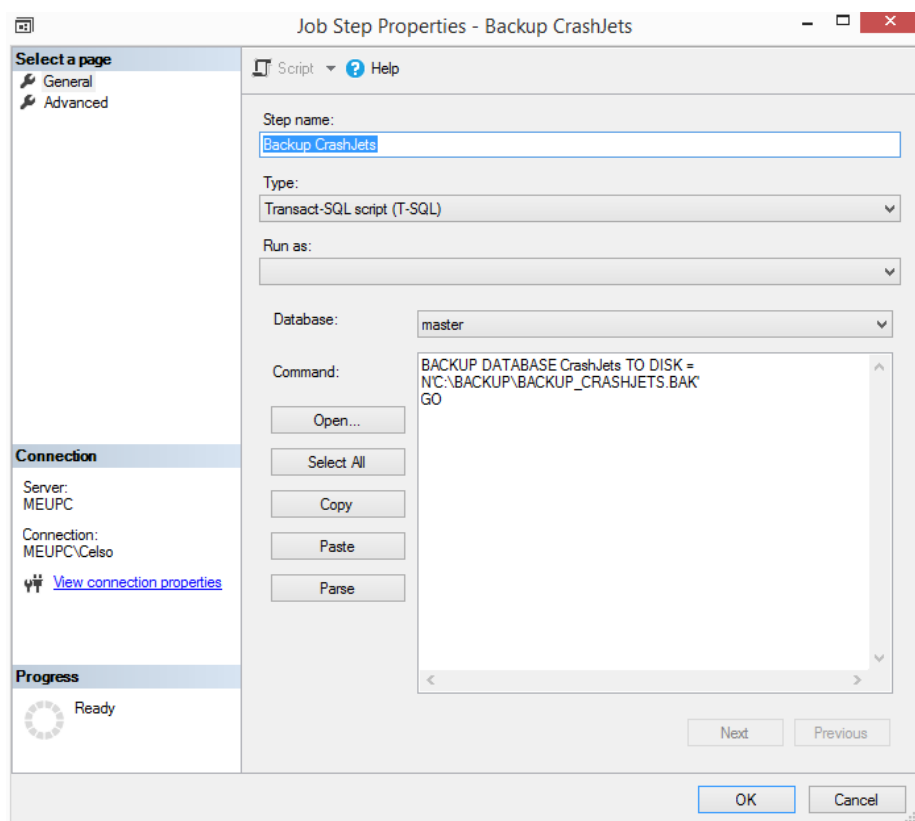 Job Step Properties - Backup CrashJets
Select a page
General
Advanced
Script
Help
Step name:
Backup CrashJets
Type:
Transact-SQL script (T-SQL)
Run as:
Database:
master
Command:
BACKUP DATABASE CrashJets TO DISK =
N'C:\BACKUP\BACKUP_CRASHJETS.BAK'
GO
Open...
Select All
Copy
Paste
Parse
Connection
Server:
MEUPC
Connection:
MEUPC\Celso
View connection properties
Progress
Ready
Next
Previous
OK
Cancel